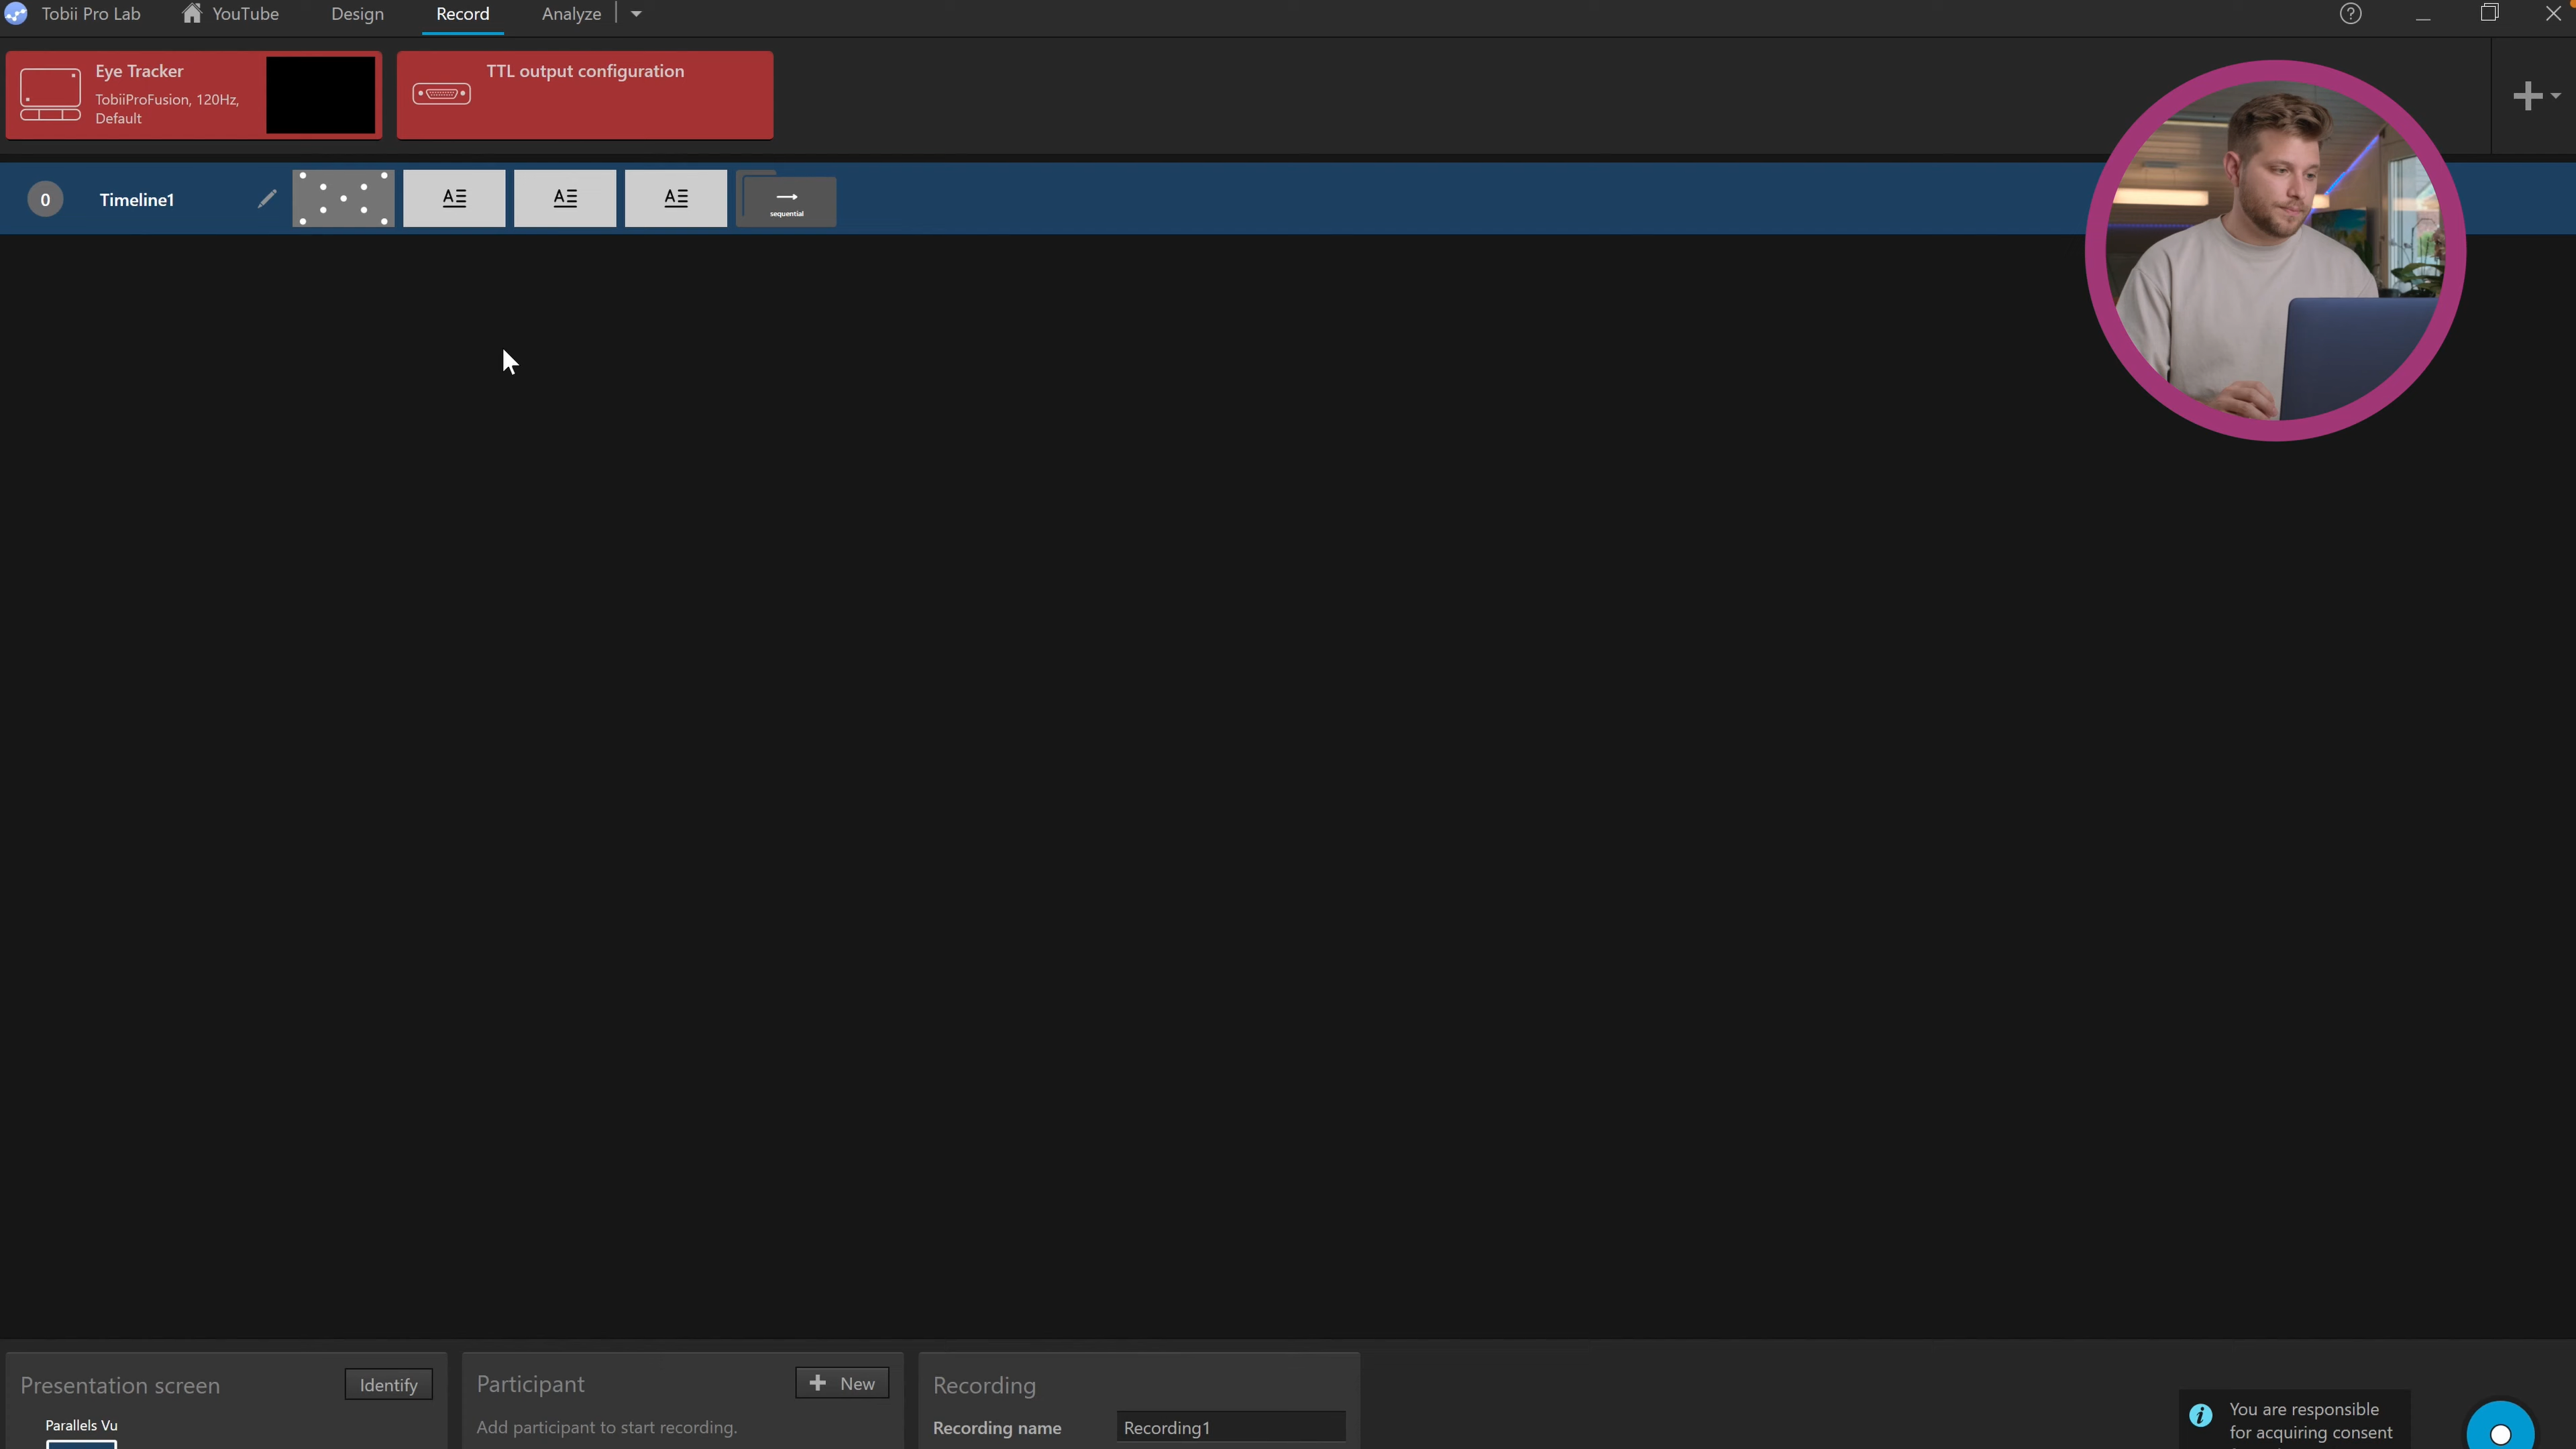 Tobii Pro Lab YouTube Design Record Analyze
Eye Tracker
TobiiProFusion, 120Hz,
Default
TTL output configuration
0 Timeline1
A
A
A
sequential
Presentation screen Identify
Parallels Vu
Participant New
Add participant to start recording.
Recording
Recording name Recording1
You are responsible
for acquiring consent